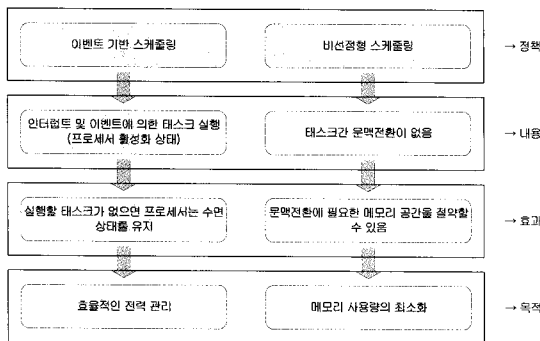 이벤트 기반 스케줄링
비선점형 스케줄링
→ 정책
인터럽트 및 이벤트에 의한 태스크 실행
(프로세서 활성화 상태)
태스크간 문맥전환이 없음
→ 내용
실행할 태스크가 없으면 프로세서는 수면
상태를 유지
문맥전환에 필요한 메모리 공간을 절약할
수 있음
→ 효과
효율적인 전력 관리
메모리 사용량의 최소화
→ 목적